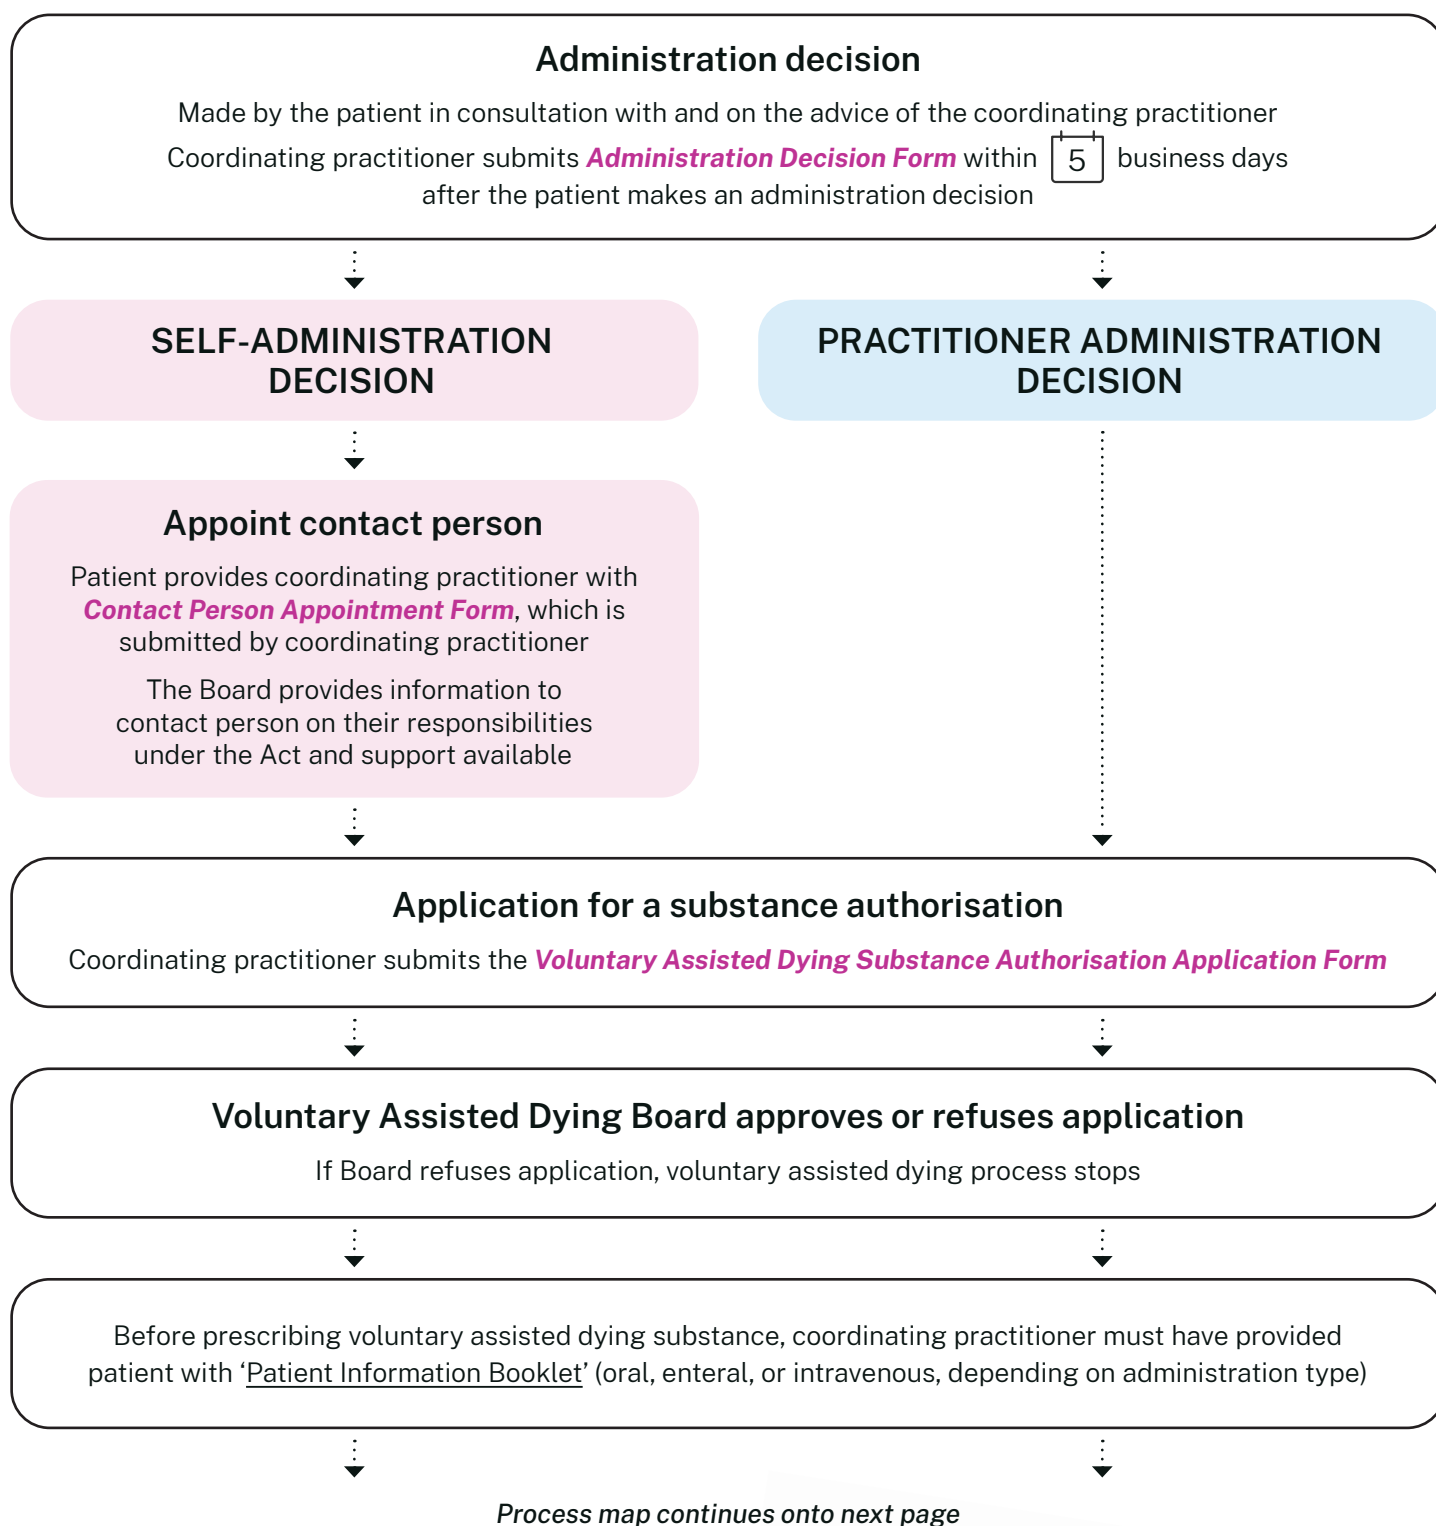 Administration decision
Made by the patient in consultation with and on the advice of the coordinating practitioner
Coordinating practitioner submits Administration Decision Form within 5 business days
after the patient makes an administration decision
SELF-ADMINISTRATION
DECISION
PRACTITIONER ADMINISTRATION
DECISION
Appoint contact person
Patient provides coordinating practitioner with
Contact Person Appointment Form, which is
submitted by coordinating practitioner
The Board provides information to
contact person on their responsibilities
under the Act and support available
Application for a substance authorisation
Coordinating practitioner submits the Voluntary Assisted Dying Substance Authorisation Application Form
Voluntary Assisted Dying Board approves or refuses application
If Board refuses application, voluntary assisted dying process stops
Before prescribing voluntary assisted dying substance, coordinating practitioner must have provided
patient with ‘Patient Information Booklet’ (oral, enteral, or intravenous, depending on administration type)
Process map continues onto next page